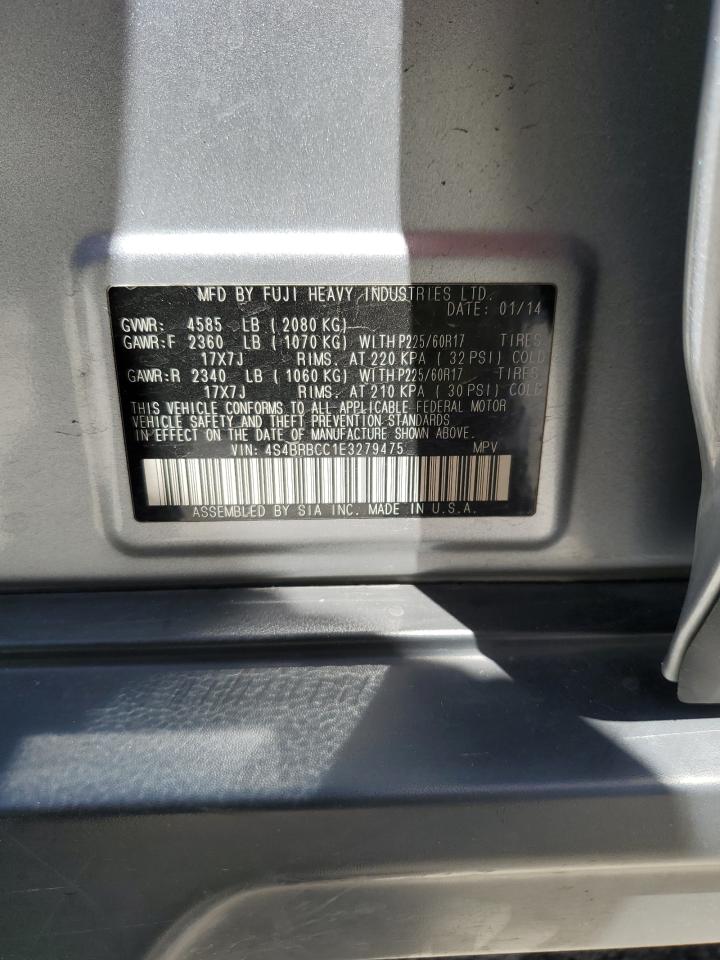 MFD BY FUJI HEAVY INDUSTRIES LTD.
DATE: 01/14
GVWR: 4585 LB (2080 KG)
GAWR:F 2360 LB (1070 KG) WITH P225/60R17 TIRES
17X7J RIMS, AT 220 KPA (32 PSI) COLD
GAWR:R 2340 LB (1060 KG) WITH P225/60R17 TIRES
17X7J RIMS, AT 210 KPA (30 PSI) COLD
THIS VEHICLE CONFORMS TO ALL APPLICABLE FEDERAL MOTOR
VEHICLE SAFETY AND THEFT PREVENTION STANDARDS
IN EFFECT ON THE DATE OF MANUFACTURE SHOWN ABOVE.
VIN: 4S4BRBCC1E3279475 MPV
ASSEMBLED BY SIA INC. MADE IN U.S.A.